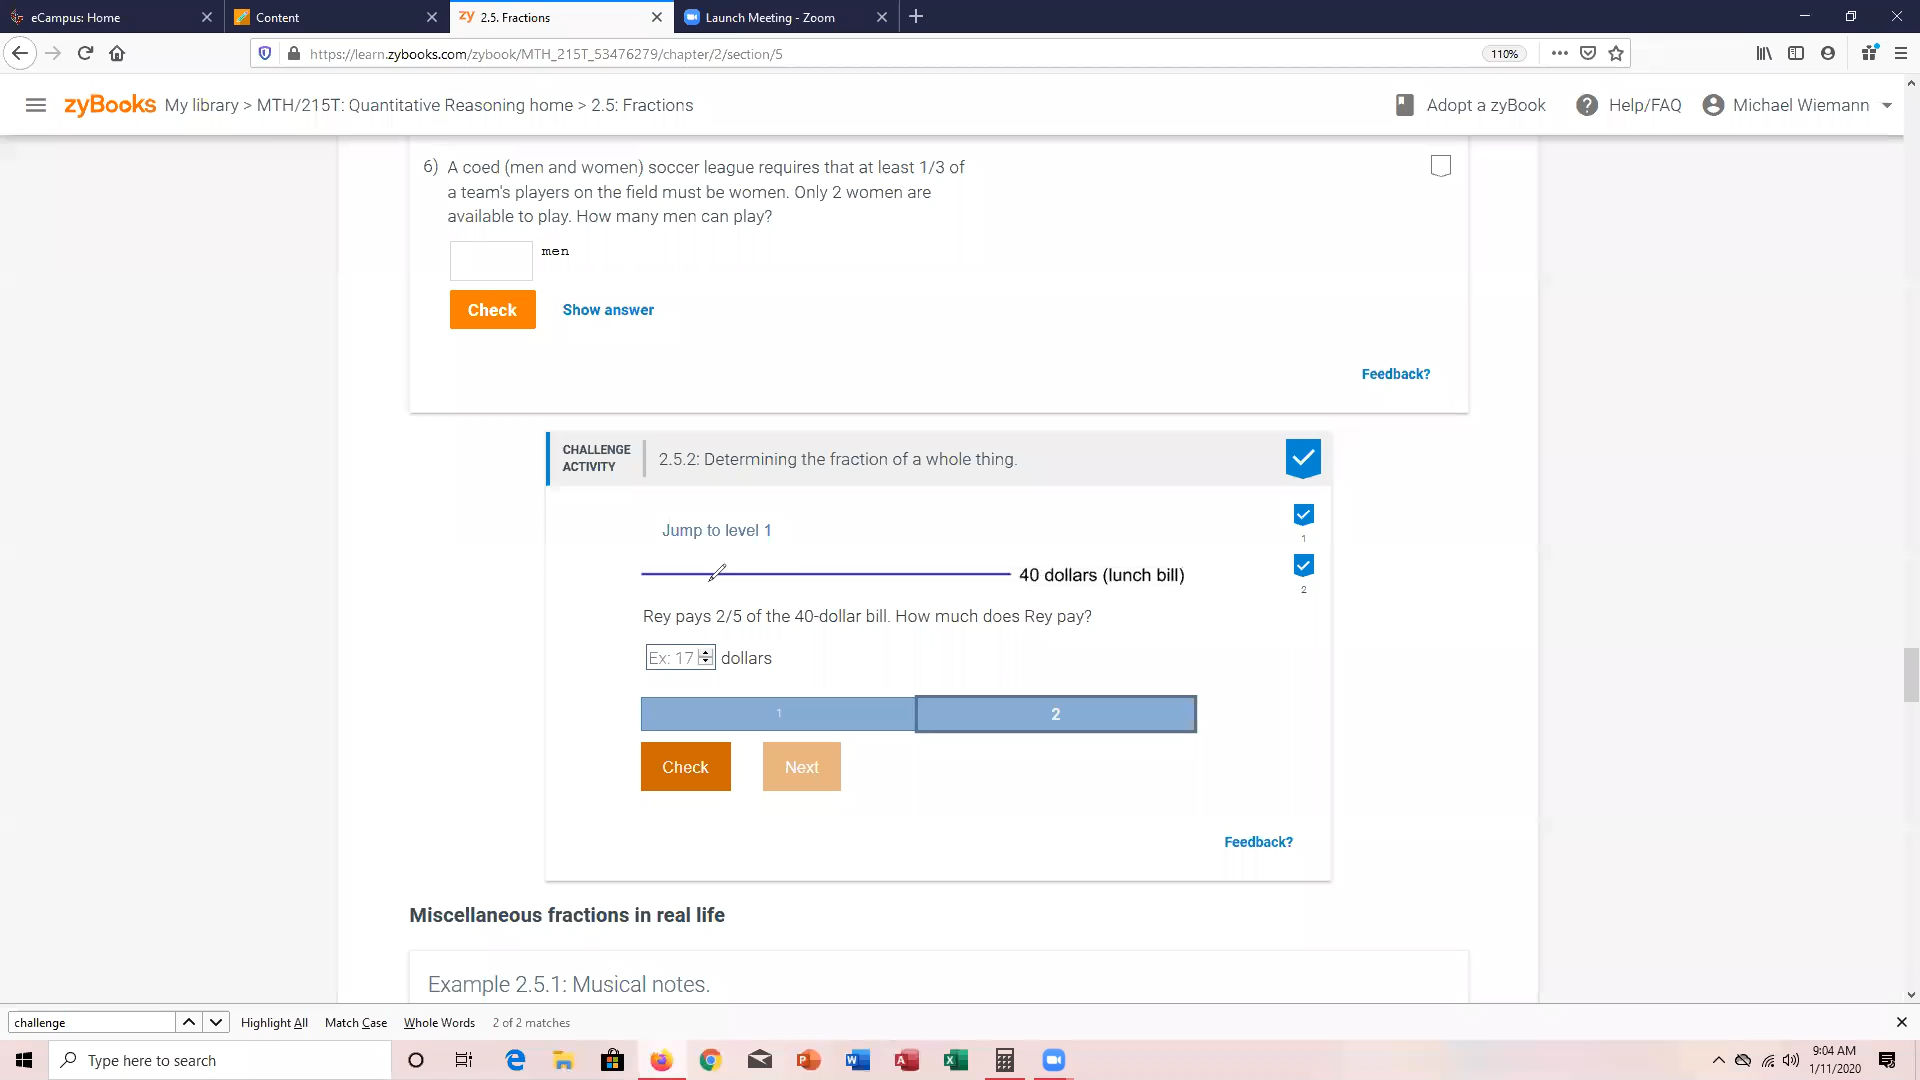 eCampus: Home
Content
zy 2.5. Fractions
Launch Meeting - Zoom
https://learn.zybooks.com/zybook/MTH_215T_53476279/chapter/2/section/5
110%
zyBooks My library > MTH/215T: Quantitative Reasoning home > 2.5: Fractions
Adopt a zyBook
Help/FAQ
Michael Wiemann
6) A coed (men and women) soccer league requires that at least 1/3 of
a team's players on the field must be women. Only 2 women are
available to play. How many men can play?
men
Check Show answer
Feedback?
CHALLENGE
ACTIVITY
2.5.2: Determining the fraction of a whole thing.
Jump to level 1
1
40 dollars (lunch bill)
2
Rey pays 2/5 of the 40-dollar bill. How much does Rey pay?
Ex: 17 dollars
1 2
Check Next
Feedback?
Miscellaneous fractions in real life
Example 2.5.1: Musical notes.
challenge Highlight All Match Case Whole Words 2 of 2 matches
Type here to search
9:04 AM
1/11/2020